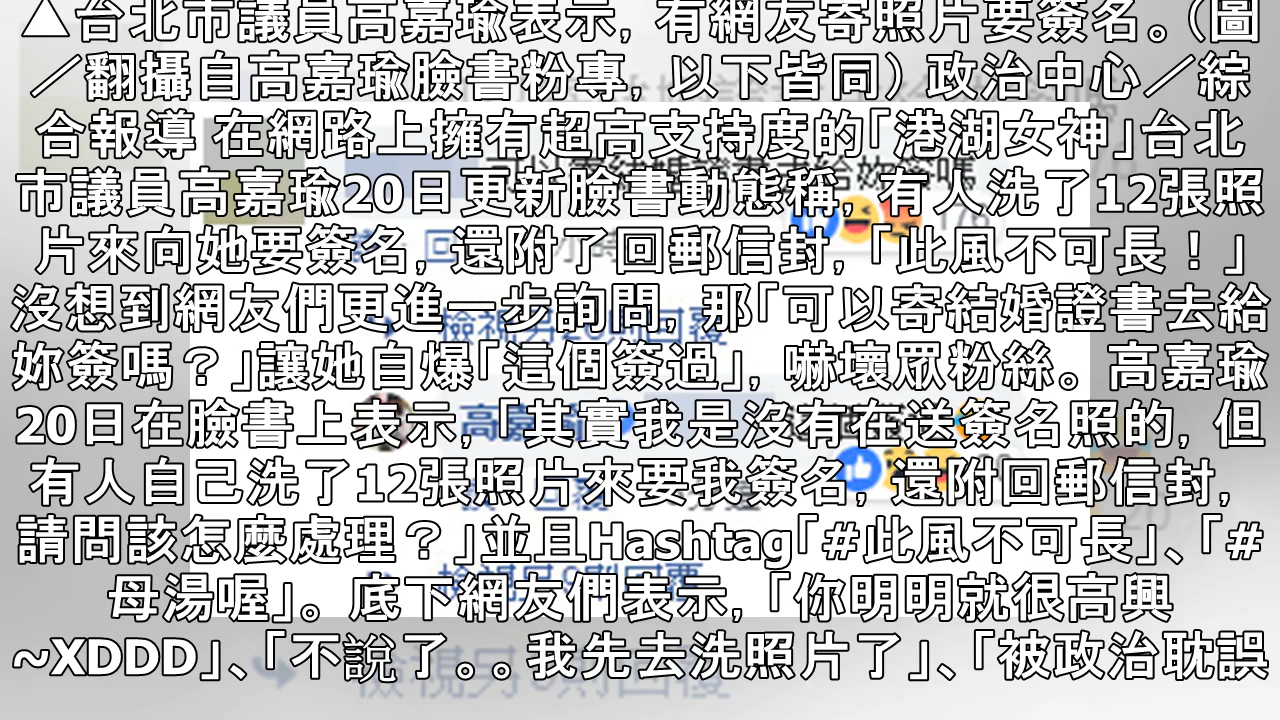 ▲台北市議員高嘉瑜表示，有網友寄照片要簽名。（圖
／翻攝自高嘉瑜臉書粉專，以下皆同）政治中心／綜
合報導 在網路上擁有超高支持度的「港湖女神」台北
市議員高嘉瑜20日更新臉書動態稱，有人洗了12張照
片來向她要簽名，還附了回郵信封，「此風不可長！」
沒想到網友們更進一步詢問，那「可以寄結婚證書去給
妳簽嗎？」讓她自爆「這個簽過」，嚇壞眾粉絲。高嘉瑜
20日在臉書上表示，「其實我是沒有在送簽名照的，但
有人自己洗了12張照片來要我簽名，還附回郵信封，
請問該怎麼處理？」並且Hashtag「#此風不可長」、「#
母湯喔」。底下網友們表示，「你明明就很高興
~XDDD」、「不說了。。我先去洗照片了」、「被政治耽誤